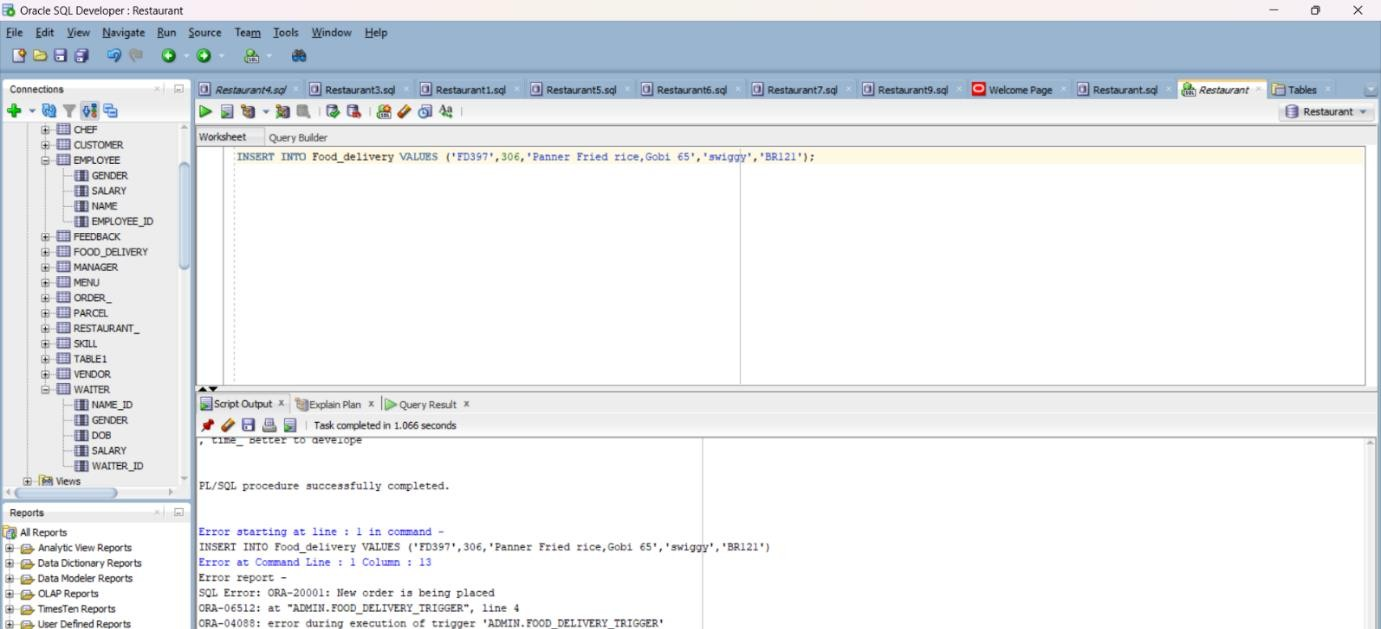 Oracle SQL Developer : Restaurant
File Edit View Navigate Run Source Team Tools Window Help
Connections
Restaurant4.sql Restaurant3.sql Restaurant1.sql Restaurant5.sql Restaurant6.sql Restaurant7.sql Restaurant9.sql Welcome Page Restaurant.sql Restaurant Tables
Restaurant
Worksheet Query Builder
CHEF
CUSTOMER
EMPLOYEE
GENDER
SALARY
NAME
EMPLOYEE_ID
FEEDBACK
FOOD_DELIVERY
MANAGER
MENU
ORDER_
PARCEL
RESTAURANT_
SKILL
TABLE1
VENDOR
WAITER
NAME_ID
GENDER
DOB
SALARY
WAITER_ID
Views
INSERT INTO Food_delivery VALUES ('FD397',306,'Panner Fried rice,Gobi 65','swiggy','BR121');
Script Output Explain Plan Query Result
Task completed in 1.066 seconds
, time_ Better to develope
PL/SQL procedure successfully completed.
Error starting at line : 1 in command -
INSERT INTO Food_delivery VALUES ('FD397',306,'Panner Fried rice,Gobi 65','swiggy','BR121')
Error at Command Line : 1 Column : 13
Error report -
SQL Error: ORA-20001: New order is being placed
ORA-06512: at "ADMIN.FOOD_DELIVERY_TRIGGER", line 4
ORA-04088: error during execution of trigger 'ADMIN.FOOD_DELIVERY_TRIGGER'
Reports
All Reports
Analytic View Reports
Data Dictionary Reports
Data Modeler Reports
OLAP Reports
TimesTen Reports
User Defined Reports